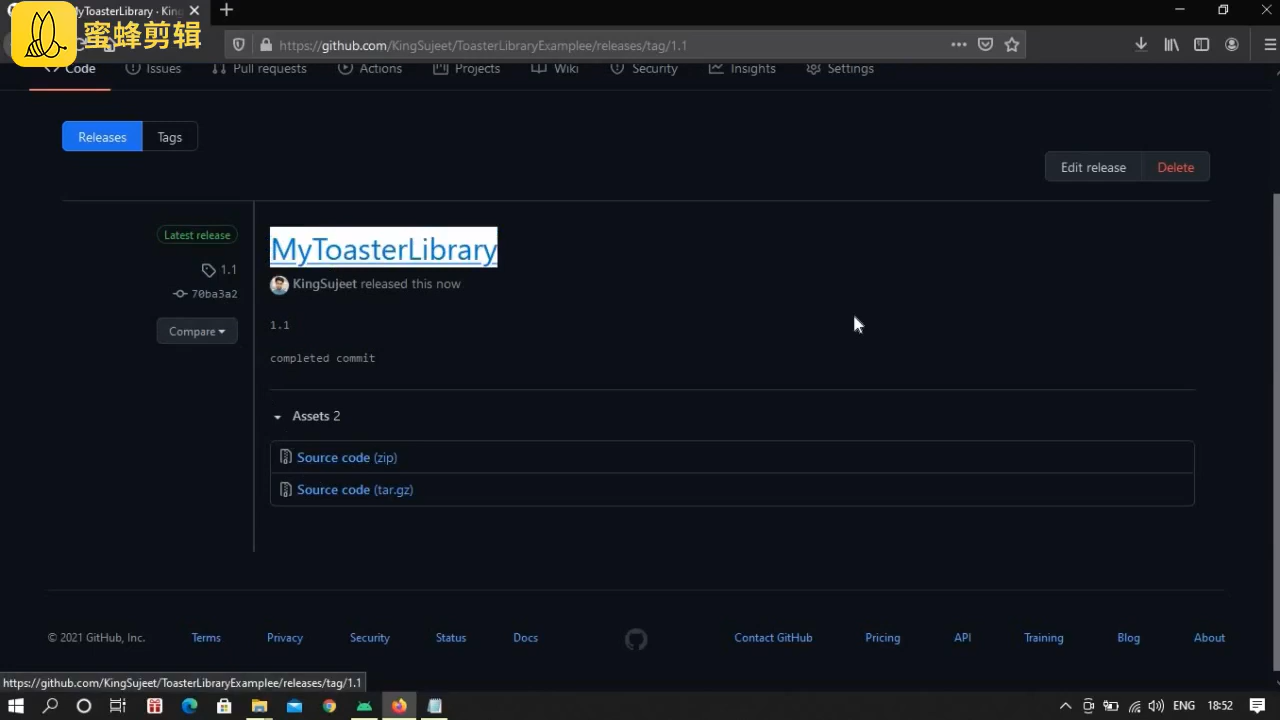 MyToasterLibrary · King
蜜蜂剪辑
https://github.com/KingSujeet/ToasterLibraryExamplee/releases/tag/1.1
Code Issues Pull requests Actions Projects Wiki Security Insights Settings
Releases Tags
Edit release Delete
Latest release
MyToasterLibrary
1.1
KingSujeet released this now
70ba3a2
1.1
Compare
completed commit
Assets 2
Source code (zip)
Source code (tar.gz)
© 2021 GitHub, Inc. Terms Privacy Security Status Docs Contact GitHub Pricing API Training Blog About
https://github.com/KingSujeet/ToasterLibraryExamplee/releases/tag/1.1
ENG 18:52